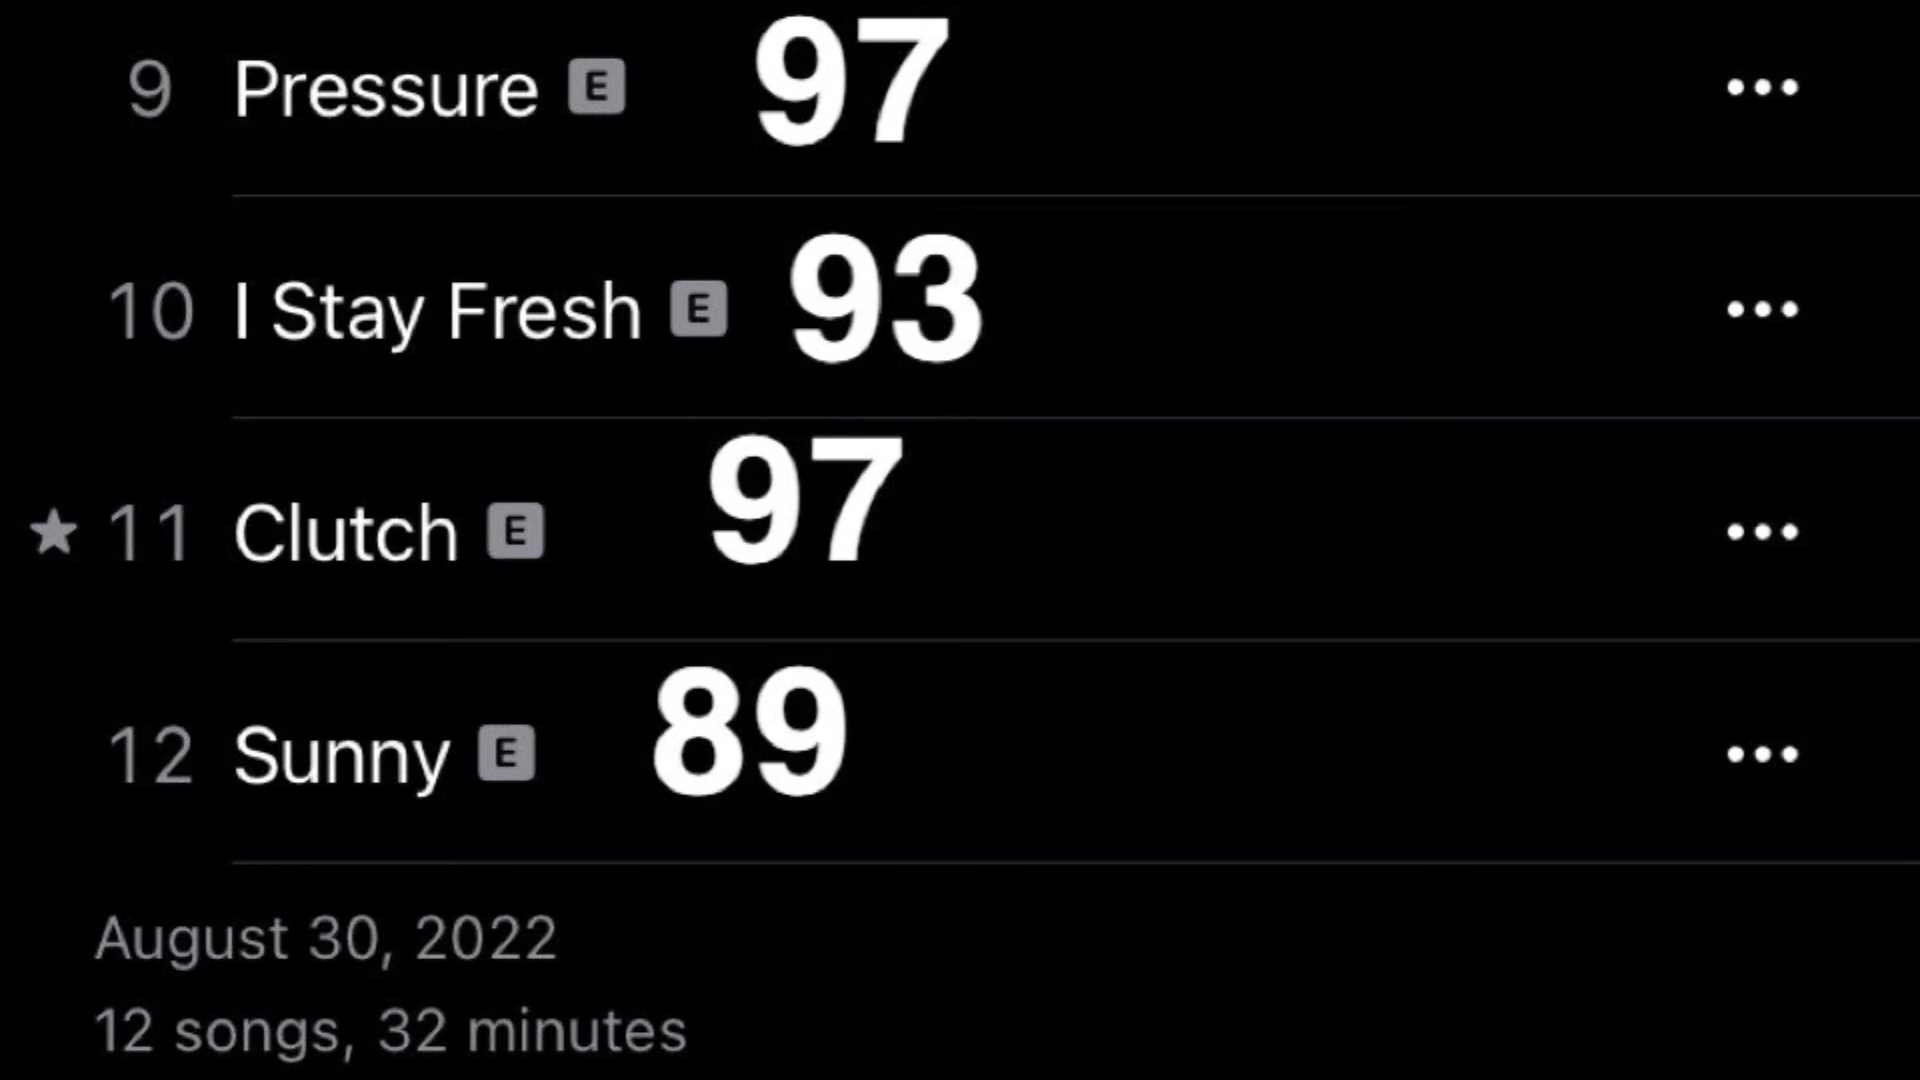 9 Pressure E 97
10 I Stay Fresh E 93
11 Clutch E 97
12 Sunny E 89
August 30, 2022
12 songs, 32 minutes